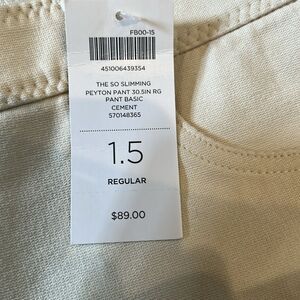 FB00-15
451006439354
THE SO SLIMMING
PEYTON PANT 30.5IN RG
PANT BASIC
CEMENT
570148365
1.5
REGULAR
$89.00